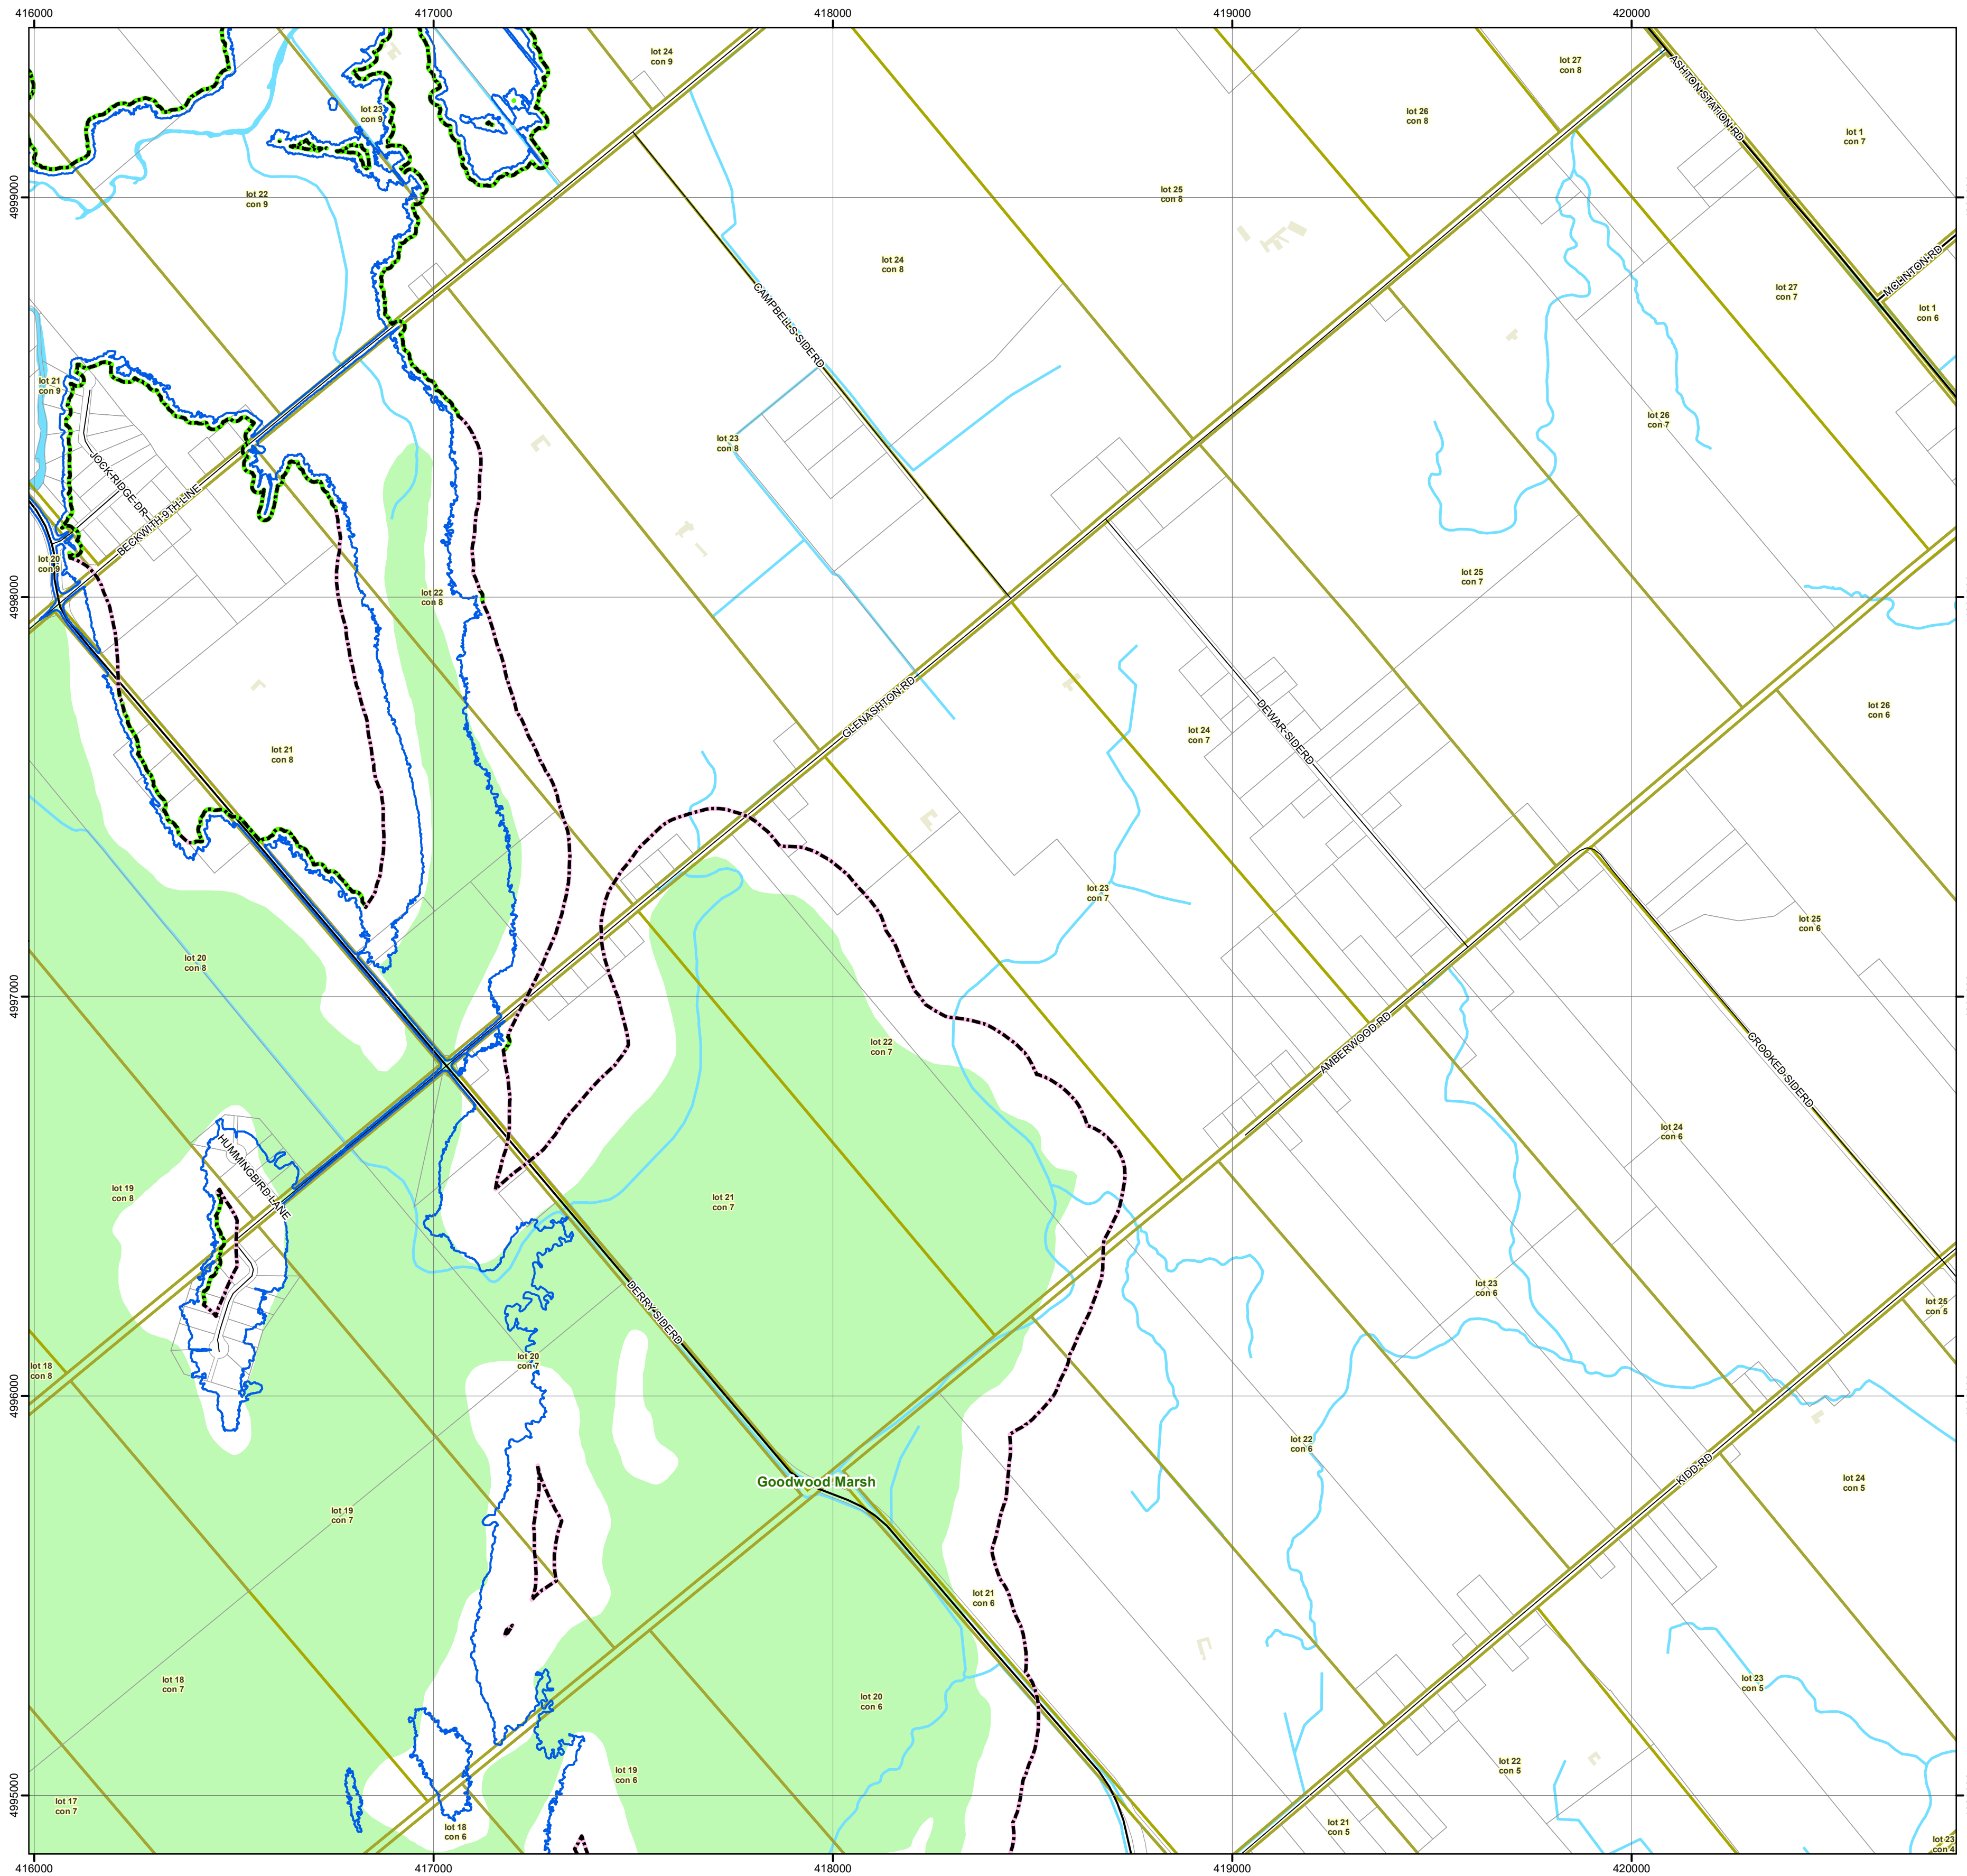 416000
417000
418000
419000
420000
lot 24
con 9
lot 27
con 8
ASHTON-STATION-RD
lot 23
con 9
lot 26
con 8
lot 1
con 7
4999000
lot 22
con 9
lot 25
con 8
lot 24
con 8
MCLINTON-RD
lot 27
con 7
lot 1
con 6
CAMPBELLS-SIDERD
lot 21
con 9
lot 26
con 7
lot 23
con 8
JOCK-RIDGE-DR
BECKWITH-9TH-LINE
lot 20
con 9
lot 25
con 7
4998000
lot 22
con 8
GLENASHTON-RD
DEWAR-SIDERD
lot 26
con 6
lot 24
con 7
lot 21
con 8
lot 23
con 7
lot 25
con 6
lot 20
con 8
4997000
AMBERWOOD RD
lot 22
con 7
CROOKED-SIDERD
lot 24
con 6
HUMMINGBIRD-LANE
lot 19
con 8
lot 21
con 7
lot 23
con 6
lot 25
con 5
DERRY-SIDERD
lot 20
con 7
lot 18
con 8
4996000
lot 22
con 6
KIDD-RD
Goodwood Marsh
lot 24
con 5
lot 19
con 7
lot 21
con 6
lot 18
con 7
lot 23
con 5
lot 20
con 6
lot 22
con 5
lot 19
con 6
4995000
lot 17
con 7
lot 18
con 6
lot 21
con 5
lot 23
con 4
416000
417000
418000
419000
420000